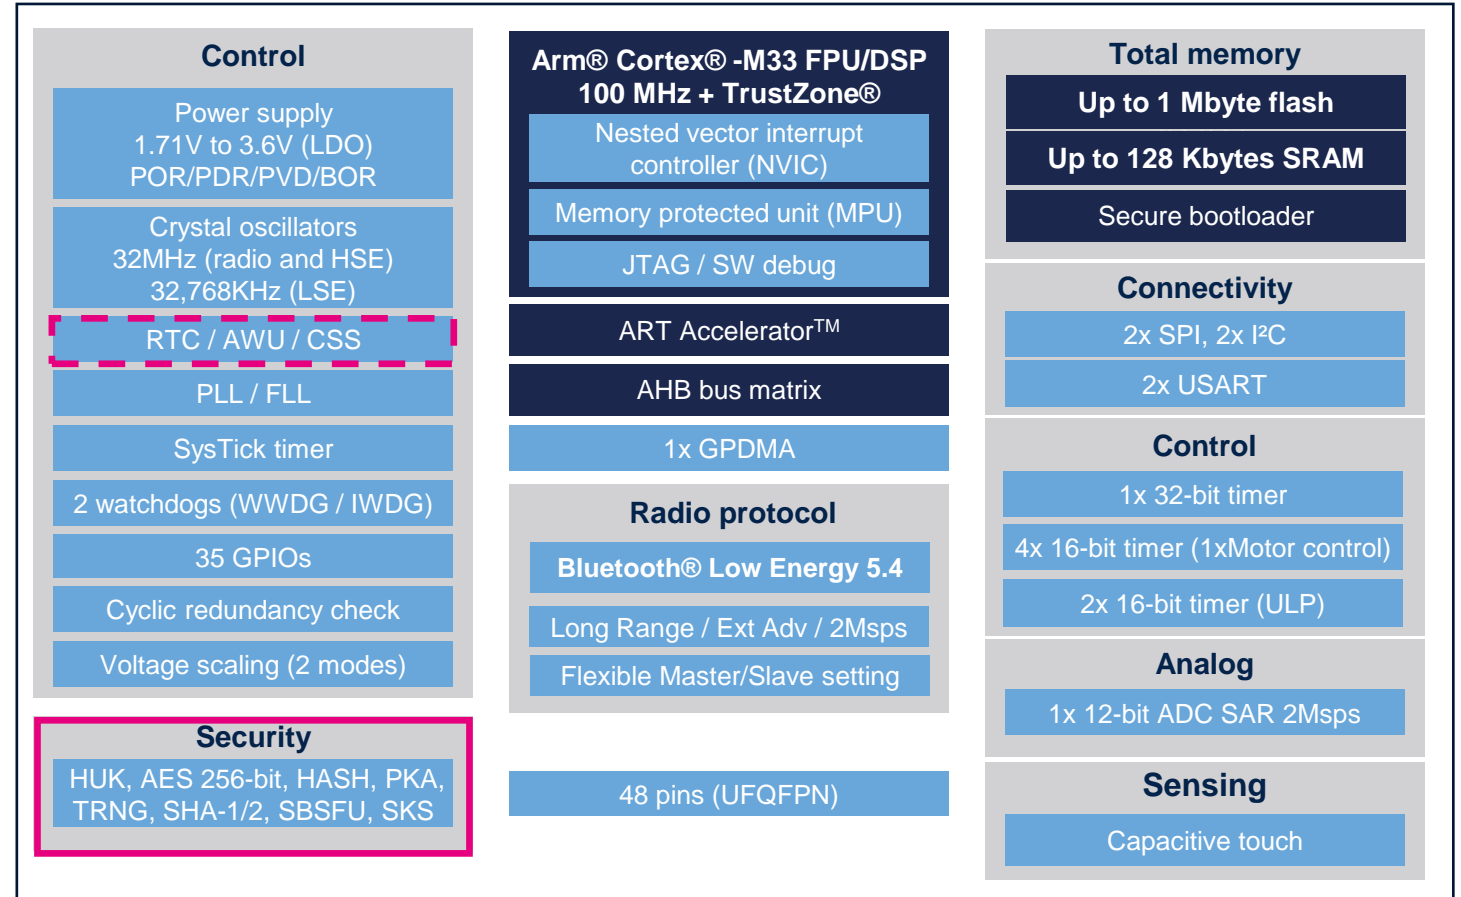 Control
Power supply
1.71V to 3.6V (LDO)
POR/PDR/PVD/BOR
Crystal oscillators
32MHz (radio and HSE)
32,768KHz (LSE)
RTC / AWU / CSS
PLL / FLL
SysTick timer
2 watchdogs (WWDG / IWDG)
35 GPIOs
Cyclic redundancy check
Voltage scaling (2 modes)
Security
HUK, AES 256-bit, HASH, PKA,
TRNG, SHA-1/2, SBSFU, SKS
Arm® Cortex® -M33 FPU/DSP
100 MHz + TrustZone®
Nested vector interrupt
controller (NVIC)
Memory protected unit (MPU)
JTAG / SW debug
ART Accelerator™
AHB bus matrix
1x GPDMA
Radio protocol
Bluetooth® Low Energy 5.4
Long Range / Ext Adv / 2Msps
Flexible Master/Slave setting
48 pins (UFQFPN)
Total memory
Up to 1 Mbyte flash
Up to 128 Kbytes SRAM
Secure bootloader
Connectivity
2x SPI, 2x I²C
2x USART
Control
1x 32-bit timer
4x 16-bit timer (1xMotor control)
2x 16-bit timer (ULP)
Analog
1x 12-bit ADC SAR 2Msps
Sensing
Capacitive touch